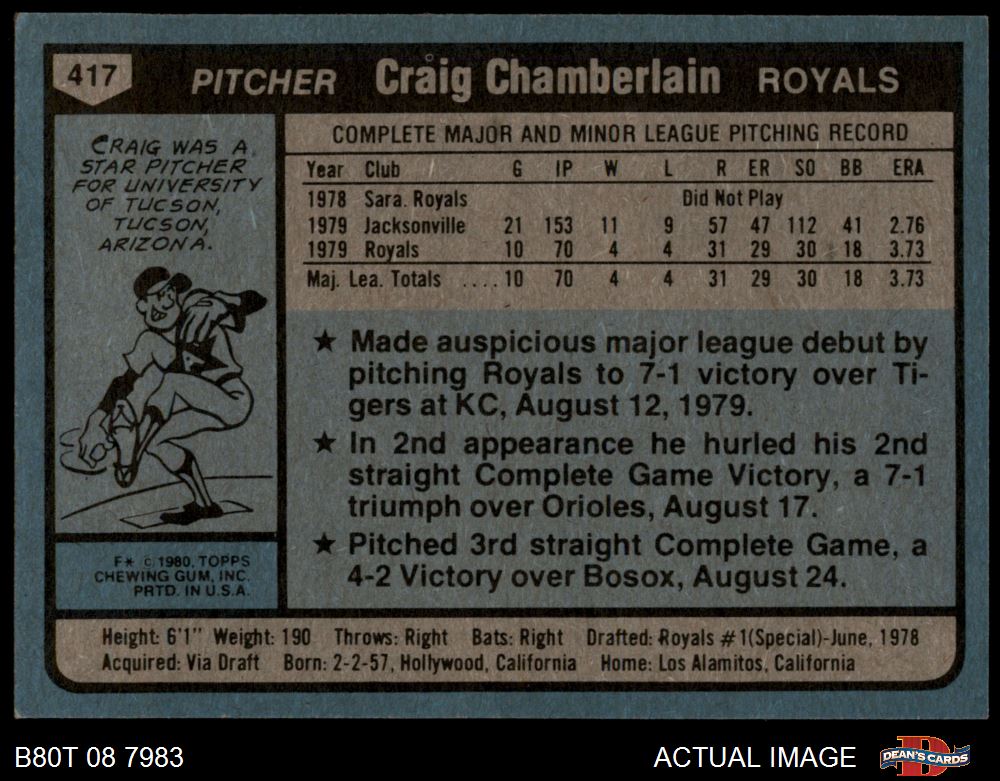 417 PITCHER Craig Chamberlain ROYALS
CRAIG WAS A
STAR PITCHER
FOR UNIVERSITY
OF TUCSON,
TUCSON,
ARIZONA.
F* © 1980, TOPPS
CHEWING GUM, INC.
PRTD. IN U.S.A.
COMPLETE MAJOR AND MINOR LEAGUE PITCHING RECORD
Year Club G IP W L R ER SO BB ERA
1978 Sara. Royals Did Not Play
1979 Jacksonville 21 153 11 9 57 47 112 41 2.76
1979 Royals 10 70 4 4 31 29 30 18 3.73
Maj. Lea. Totals ....10 70 4 4 31 29 30 18 3.73
★ Made auspicious major league debut by
pitching Royals to 7-1 victory over Ti-
gers at KC, August 12, 1979.
★ In 2nd appearance he hurled his 2nd
straight Complete Game Victory, a 7-1
triumph over Orioles, August 17.
★ Pitched 3rd straight Complete Game, a
4-2 Victory over Bosox, August 24.
Height: 6'1" Weight: 190 Throws: Right Bats: Right Drafted: Royals #1(Special)-June, 1978
Acquired: Via Draft Born: 2-2-57, Hollywood, California Home: Los Alamitos, California
B80T 08 7983 ACTUAL IMAGE DEAN'S CARDS